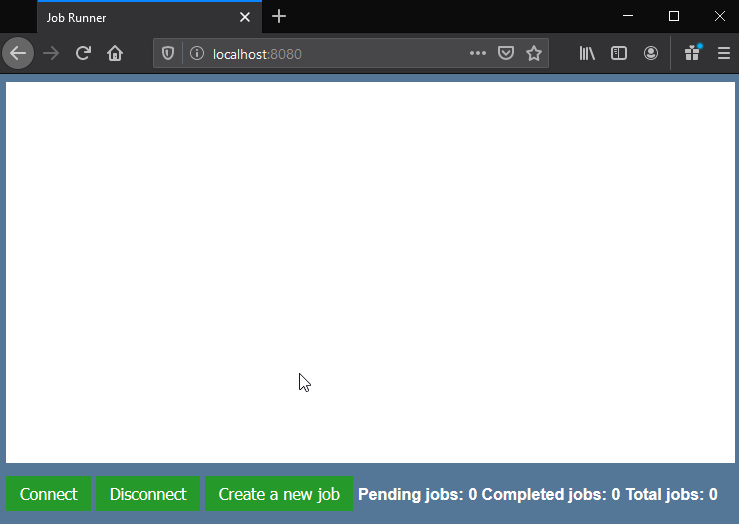 Job Runner
localhost:8080
Connect Disconnect Create a new job Pending jobs: 0 Completed jobs: 0 Total jobs: 0